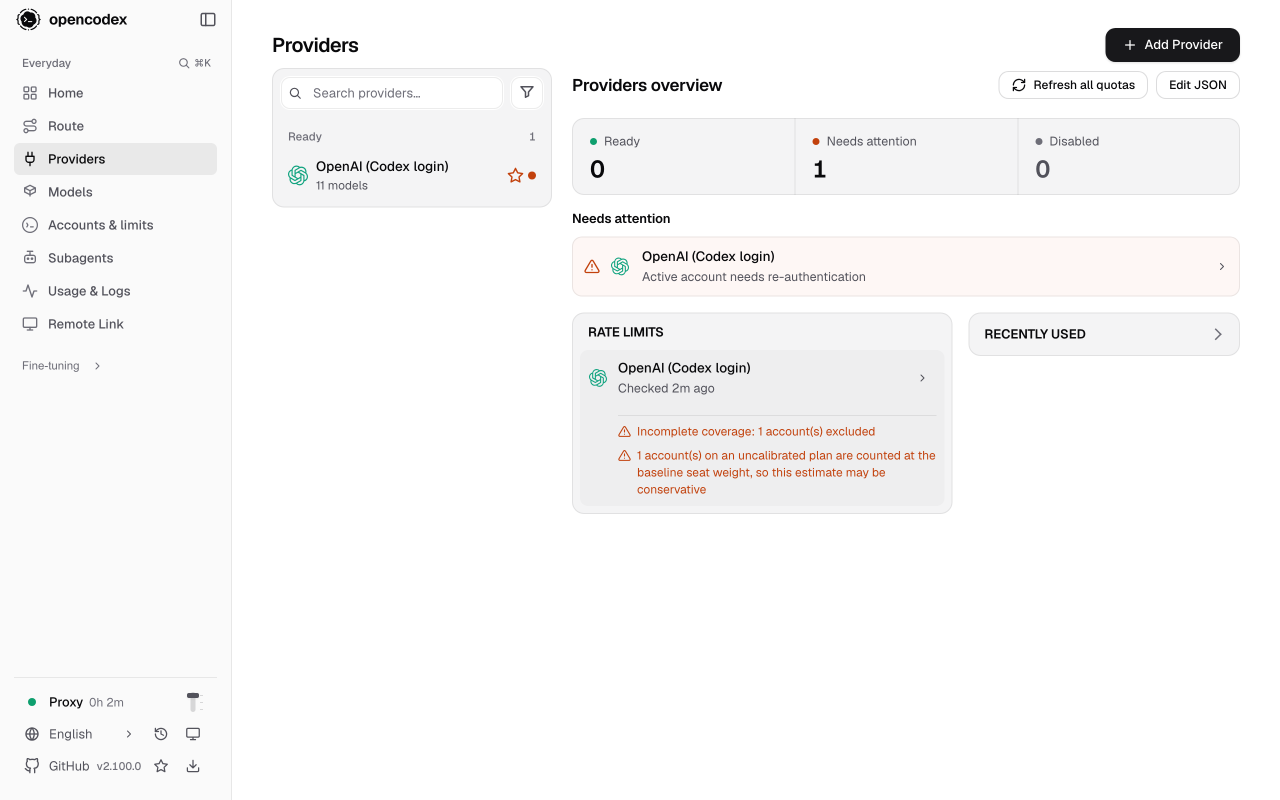 opencodex
Everyday
⌘K
Home
Route
Providers
Models
Accounts & limits
Subagents
Usage & Logs
Remote Link
Fine-tuning
Proxy 0h 2m
English
GitHub v2.100.0
Providers
Add Provider
Search providers...
Ready 1
OpenAI (Codex login)
11 models
Providers overview
Refresh all quotas
Edit JSON
Ready
0
Needs attention
1
Disabled
0
Needs attention
OpenAI (Codex login)
Active account needs re-authentication
RATE LIMITS
OpenAI (Codex login)
Checked 2m ago
Incomplete coverage: 1 account(s) excluded
1 account(s) on an uncalibrated plan are counted at the
baseline seat weight, so this estimate may be
conservative
RECENTLY USED